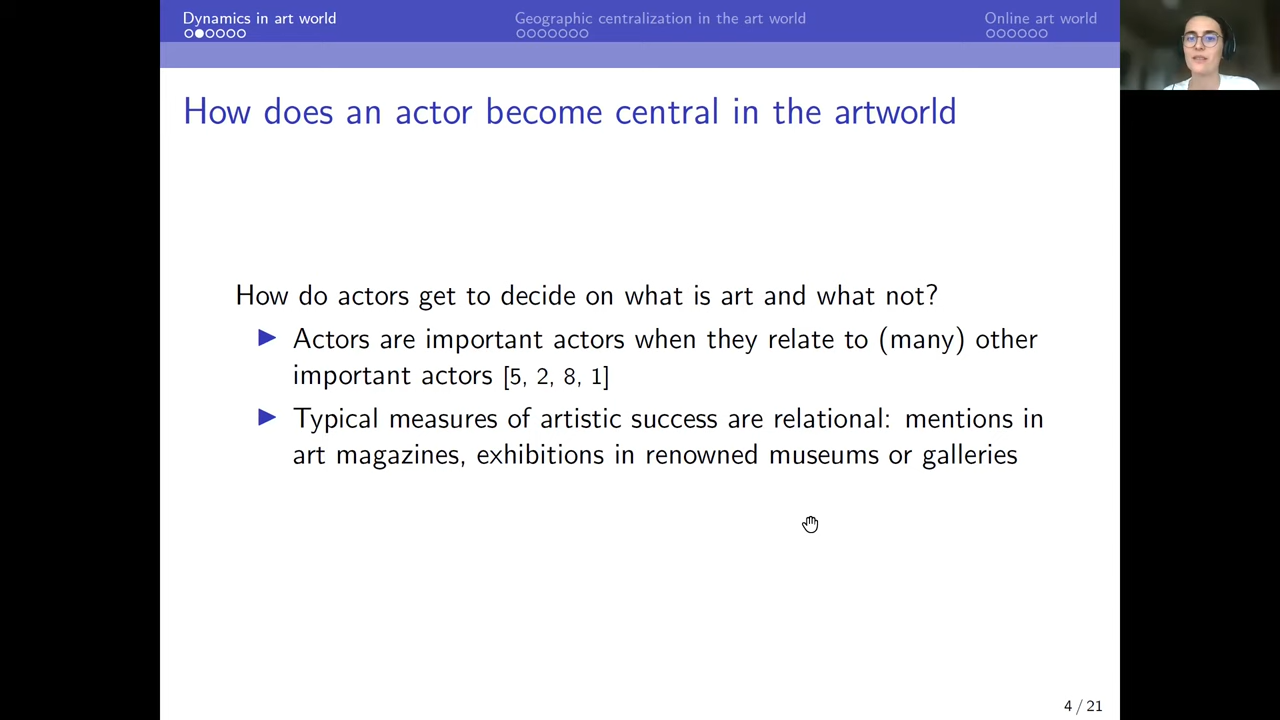 Dynamics in art world
Geographic centralization in the art world
Online art world
How does an actor become central in the artworld
How do actors get to decide on what is art and what not?
Actors are important actors when they relate to (many) other
important actors [5, 2, 8, 1]
Typical measures of artistic success are relational: mentions in
art magazines, exhibitions in renowned museums or galleries
4 / 21